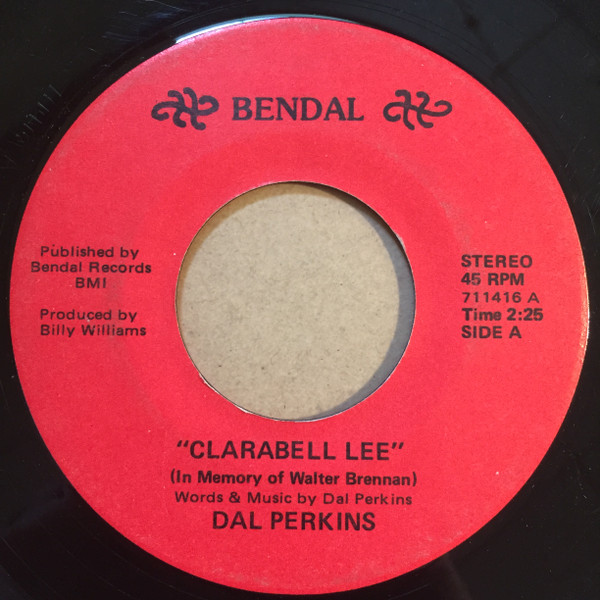 BENDAL
Published by
Bendal Records
BMI
Produced by
Billy Williams
STEREO
45 RPM
711416 A
Time 2:25
SIDE A
"CLARABELL LEE"
(In Memory of Walter Brennan)
Words & Music by Dal Perkins
DAL PERKINS